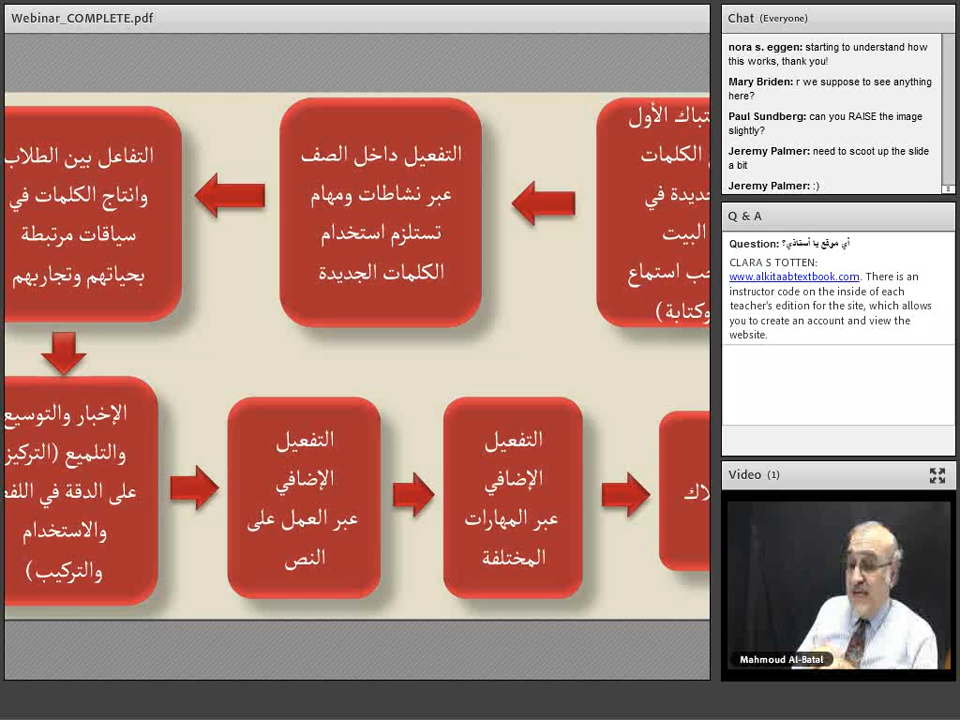 Webinar_COMPLETE.pdf
الأول
الكلمات
في
البيت
استماع
وكتابة)
التفعيل داخل الصف
عبر نشاطات ومهام
تستلزم استخدام
الكلمات الجديدة
التفاعل بين الطلاب
وانتاج الكلمات في
سياقات مرتبطة
بحياتهم وتجاربهم
الإخبار والتوسيع
والتلميع (التركيز
على الدقة في
والاستخدام
والتركيب)
التفعيل
الإضافي
عبر العمل على
النص
التفعيل
الإضافي
عبر المهارات
المختلفة
Chat (Everyone)
nora s. eggen: starting to understand how
this works, thank you!
Mary Briden: r we suppose to see anything
here?
Paul Sundberg: can you RAISE the image
slightly?
Jeremy Palmer: need to scoot up the slide
a bit
Jeremy Palmer: :)
Q & A
Question: أي موقع يا أستاذي؟
CLARA S TOTTEN:
www.alkitaabtextbook.com. There is an
instructor code on the inside of each
teacher's edition for the site, which allows
you to create an account and view the
website.
Video (1)
Mahmoud Al-Batal